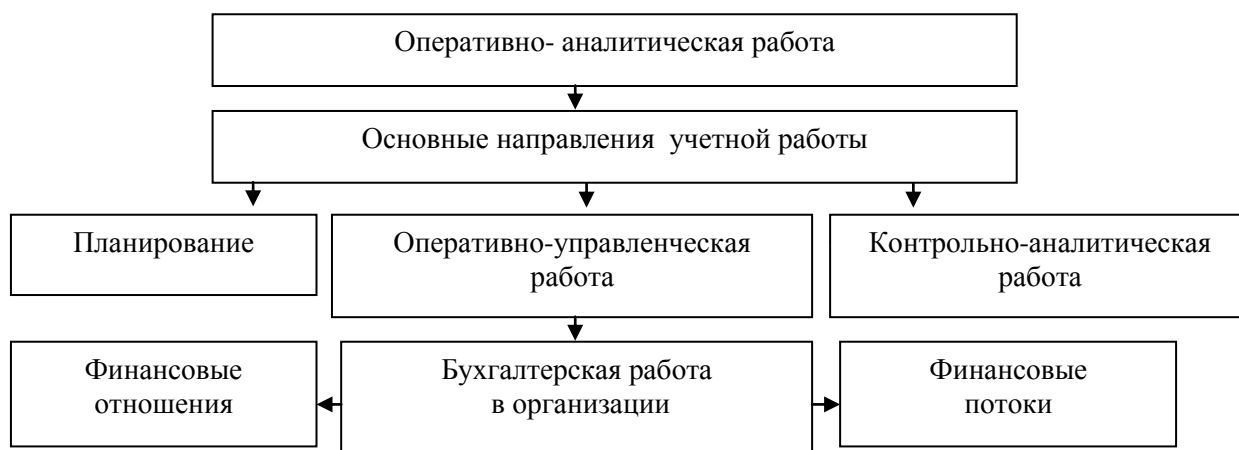 Оперативно- аналитическая работа
Основные направления учетной работы
Планирование
Оперативно-управленческая
работа
Контрольно-аналитическая
работа
Финансовые
отношения
Бухгалтерская работа
в организации
Финансовые
потоки